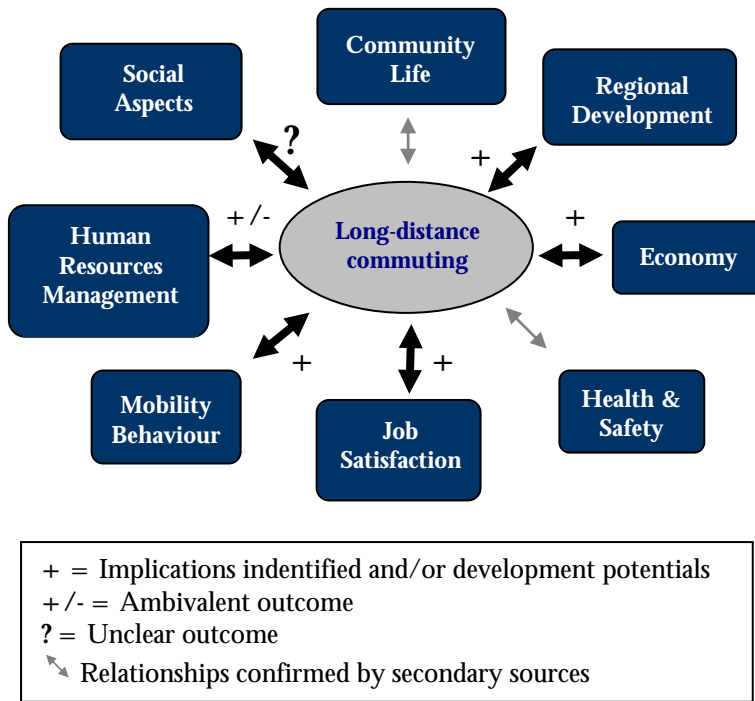 Community
Life
Social
Aspects
Regional
Development
?
+
+/-
+
Human
Resources
Management
Long-distance
commuting
Economy
+
+
Mobility
Behaviour
Job
Satisfaction
Health &
Safety
+ = Implications indentified and/or development potentials
+/- = Ambivalent outcome
? = Unclear outcome
Relationships confirmed by secondary sources